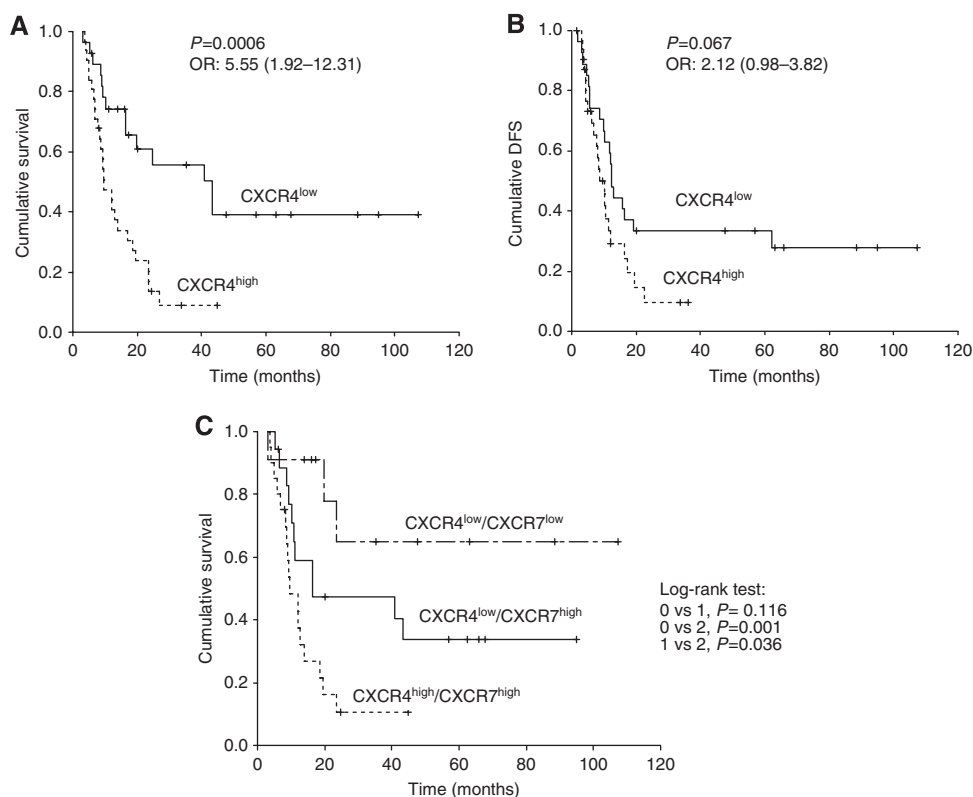 A
1.0
0.8
0.6
0.4
0.2
0.0
Cumulative survival
P=0.0006
OR: 5.55 (1.92–12.31)
CXCR4low
CXCR4high
0 20 40 60 80 100 120
Time (months)
B
1.0
0.8
0.6
0.4
0.2
0.0
Cumulative DFS
P=0.067
OR: 2.12 (0.98–3.82)
CXCR4low
CXCR4high
0 20 40 60 80 100 120
Time (months)
C
1.0
0.8
0.6
0.4
0.2
0.0
Cumulative survival
CXCR4low/CXCR7low
CXCR4low/CXCR7high
CXCR4high/CXCR7high
0 20 40 60 80 100 120
Time (months)
Log-rank test:
0 vs 1, P= 0.116
0 vs 2, P=0.001
1 vs 2, P=0.036